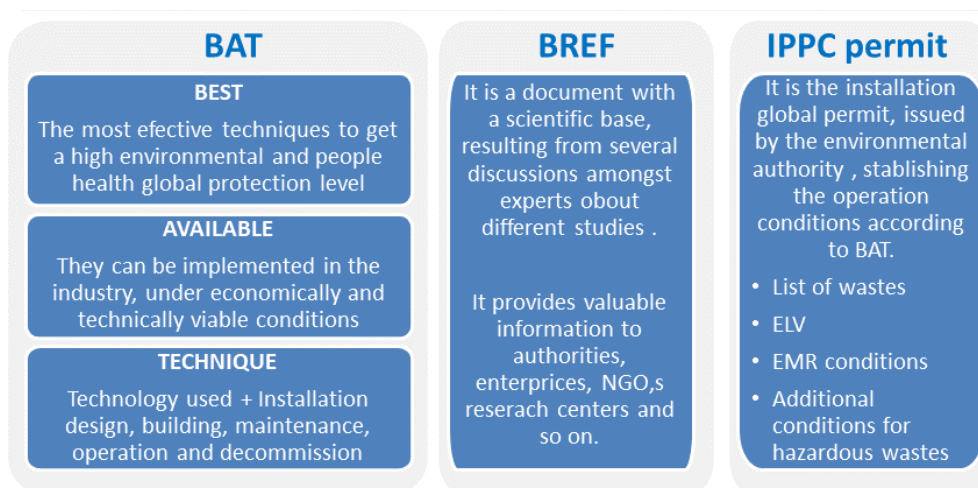 BAT
BEST
The most efective techniques to get
a high environmental and people
health global protection level
AVAILABLE
They can be implemented in the
industry, under economically and
technically viable conditions
TECHNIQUE
Technology used + Installation
design, building, maintenance,
operation and decommission
BREF
It is a document with
a scientific base,
resulting from several
discussions amongst
experts obout
different studies .
It provides valuable
information to
authorities,
enterprices, NGO,s
reserach centers and
so on.
IPPC permit
It is the installation
global permit, issued
by the environmental
authority , stablishing
the operation
conditions according
to BAT.
• List of wastes
• ELV
• EMR conditions
• Additional
conditions for
hazardous wastes